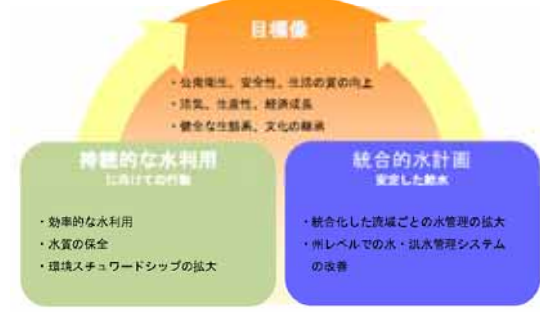 目標像
・公衆衛生、安全性、生活の質の向上
・活気、生産性、経済成長
・健全な生態系、文化の継承
持続的な水利用
に向けての行動
・効率的な水利用
・水質の保全
・環境スチュワードシップの拡大
統合的水計画
安定した給水
・統合化した流域ごとの水管理の拡大
・州レベルでの水・洪水管理システム
の改善